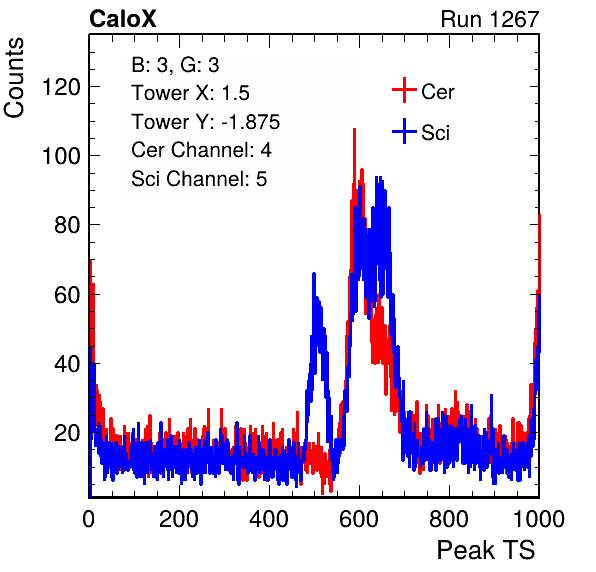 CaloX Run 1267
Counts
B: 3, G: 3
Tower X: 1.5
Tower Y: -1.875
Cer Channel: 4
Sci Channel: 5
Cer
Sci
120
100
80
60
40
20
0 200 400 600 800 1000
Peak TS